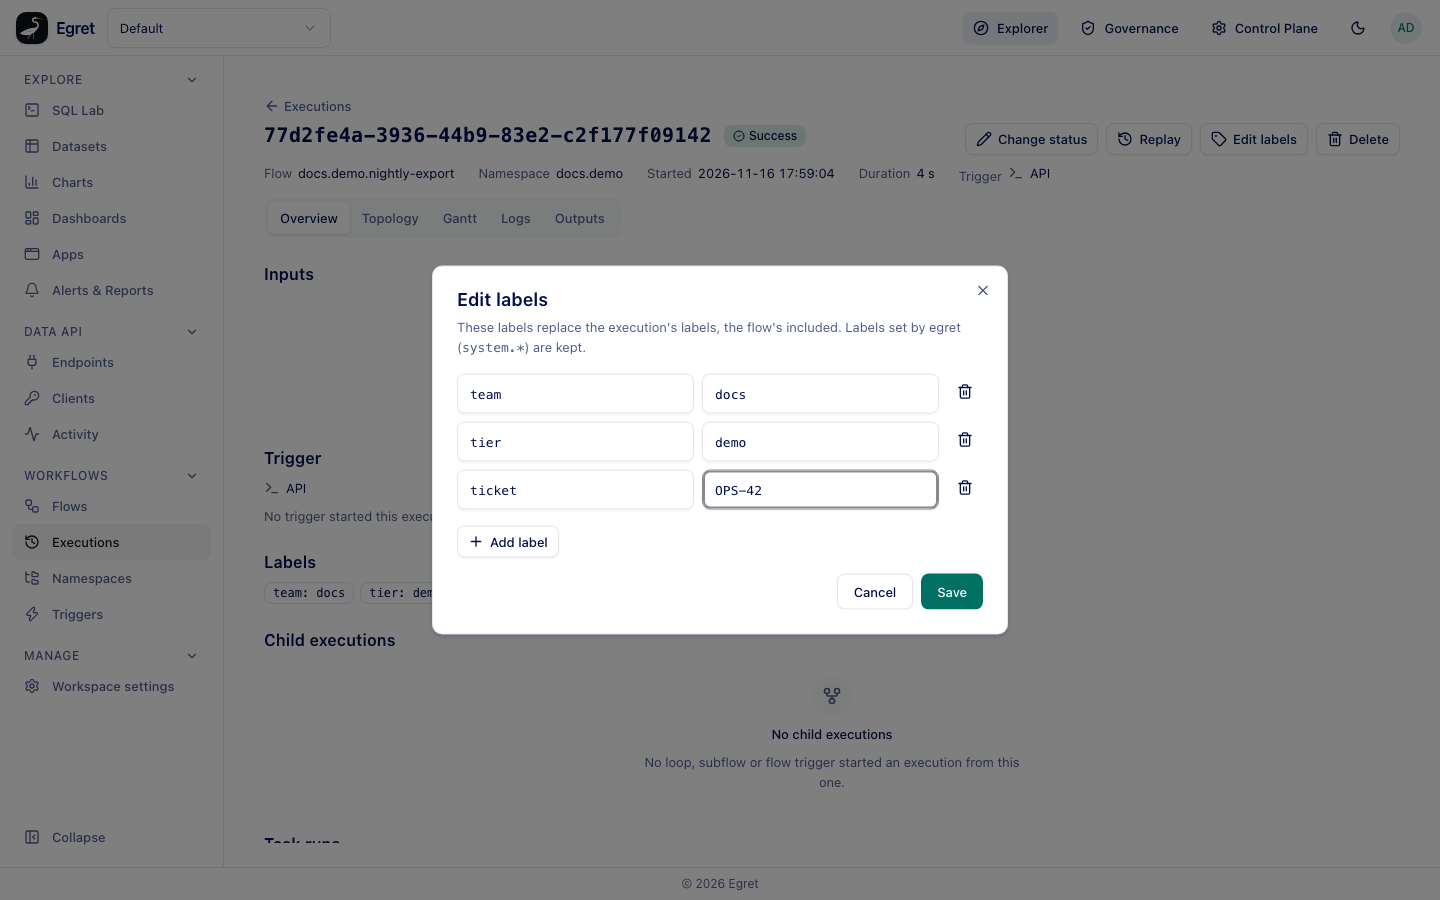 Egret
Default
Explorer
Governance
Control Plane
AD
EXPLORE
SQL Lab
Datasets
Charts
Dashboards
Apps
Alerts & Reports
DATA API
Endpoints
Clients
Activity
WORKFLOWS
Flows
Executions
Namespaces
Triggers
MANAGE
Workspace settings
Collapse
Executions
77d2fe4a-3936-44b9-83e2-c2f177f09142 Success
Change status
Replay
Edit labels
Delete
Flow docs.demo.nightly-export Namespace docs.demo Started 2026-11-16 17:59:04 Duration 4 s Trigger API
Overview Topology Gantt Logs Outputs
Inputs
Trigger
API
No trigger started this
Labels
team: docs tier:
Child executions
No child executions
No loop, subflow or flow trigger started an execution from this
one.
Edit labels
These labels replace the execution's labels, the flow's included. Labels set by egret
(system.*) are kept.
team docs
tier demo
ticket OPS-42
Add label
Cancel Save
© 2026 Egret